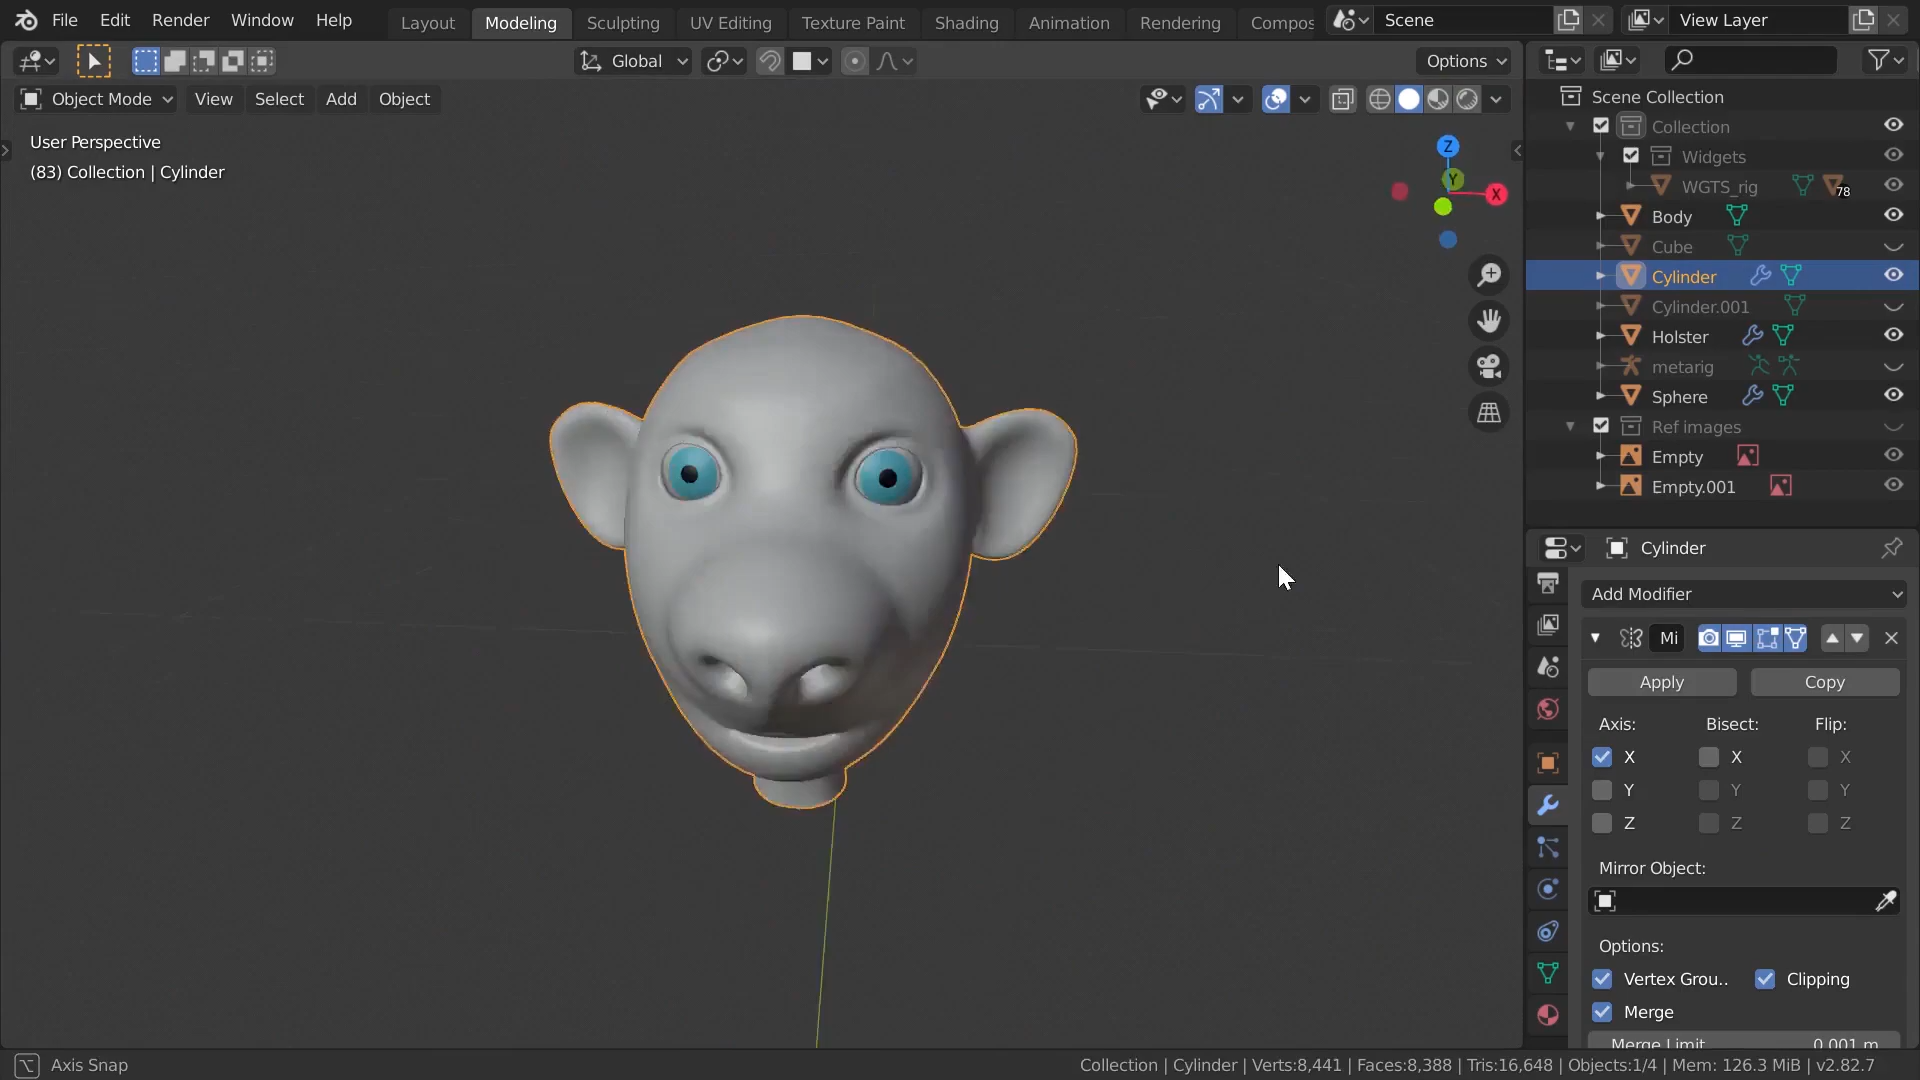 File Edit Render Window Help
Layout Modeling Sculpting UV Editing Texture Paint Shading Animation Rendering Compos
Scene
View Layer
Global
Options
Object Mode View Select Add Object
User Perspective
(83) Collection | Cylinder
Z
Y
X
Scene Collection
Collection
Widgets
WGTS_rig 78
Body
Cube
Cylinder
Cylinder.001
Holster
metarig
Sphere
Ref images
Empty
Empty.001
Cylinder
Add Modifier
Mi
Apply Copy
Axis: Bisect: Flip:
X X X
Y Y Y
Z Z Z
Mirror Object:
Options:
Vertex Grou.. Clipping
Merge
Merge Limit 0.001 m
Axis Snap
Collection | Cylinder | Verts:8,441 | Faces:8,388 | Tris:16,648 | Objects:1/4 | Mem: 126.3 MiB | v2.82.7